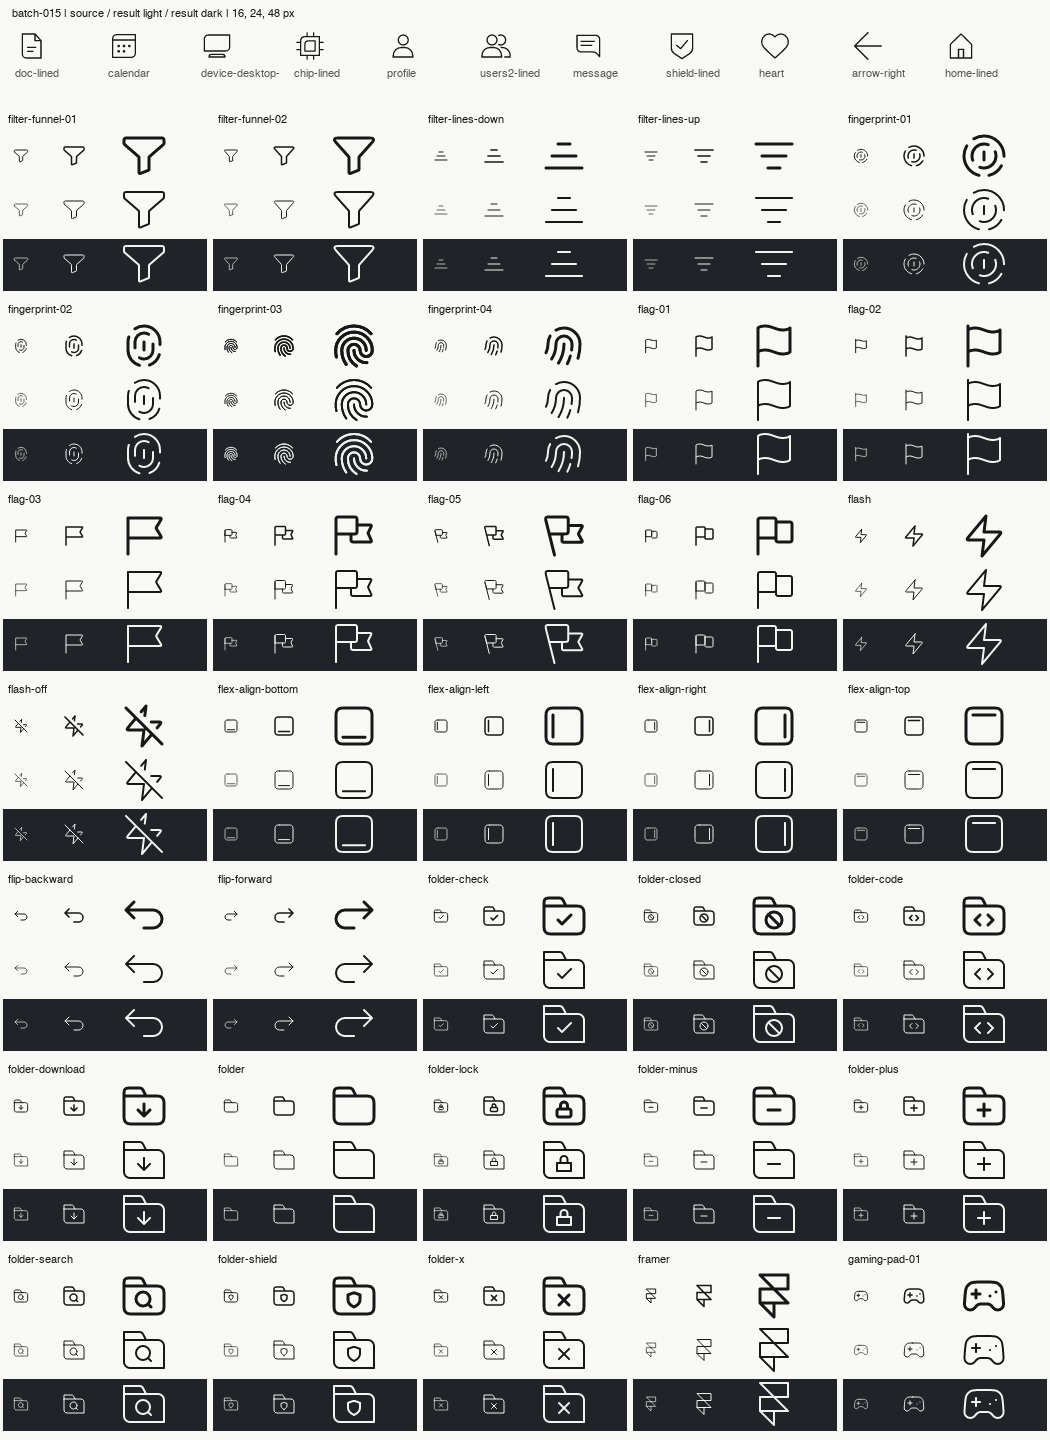 batch-015 | source / result light / result dark | 16, 24, 48 px
doc-lined calendar device-desktop- chip-lined profile users2-lined message shield-lined heart arrow-right home-lined
filter-funnel-01 filter-funnel-02 filter-lines-down filter-lines-up fingerprint-01
fingerprint-02 fingerprint-03 fingerprint-04 flag-01 flag-02
flag-03 flag-04 flag-05 flag-06 flash
flash-off flex-align-bottom flex-align-left flex-align-right flex-align-top
flip-backward flip-forward folder-check folder-closed folder-code
folder-download folder folder-lock folder-minus folder-plus
folder-search folder-shield folder-x framer gaming-pad-01